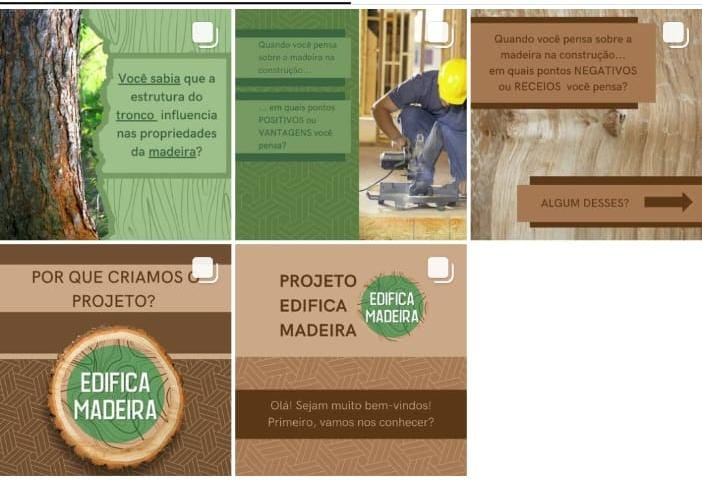 Você sabia que a
estrutura do
tronco influencia
nas propriedades
da madeira?
Quando você pensa
sobre a madeira na
construção...
... em quais pontos
POSITIVOS ou
VANTAGENS você
pensa?
Quando você pensa sobre a
madeira na construção...
em quais pontos NEGATIVOS
ou RECEIOS você pensa?
ALGUM DESSES?
POR QUE CRIAMOS O
PROJETO?
EDIFICA
MADEIRA
PROJETO
EDIFICA
MADEIRA
EDIFICA
MADEIRA
Olá! Sejam muito bem-vindos!
Primeiro, vamos nos conhecer?